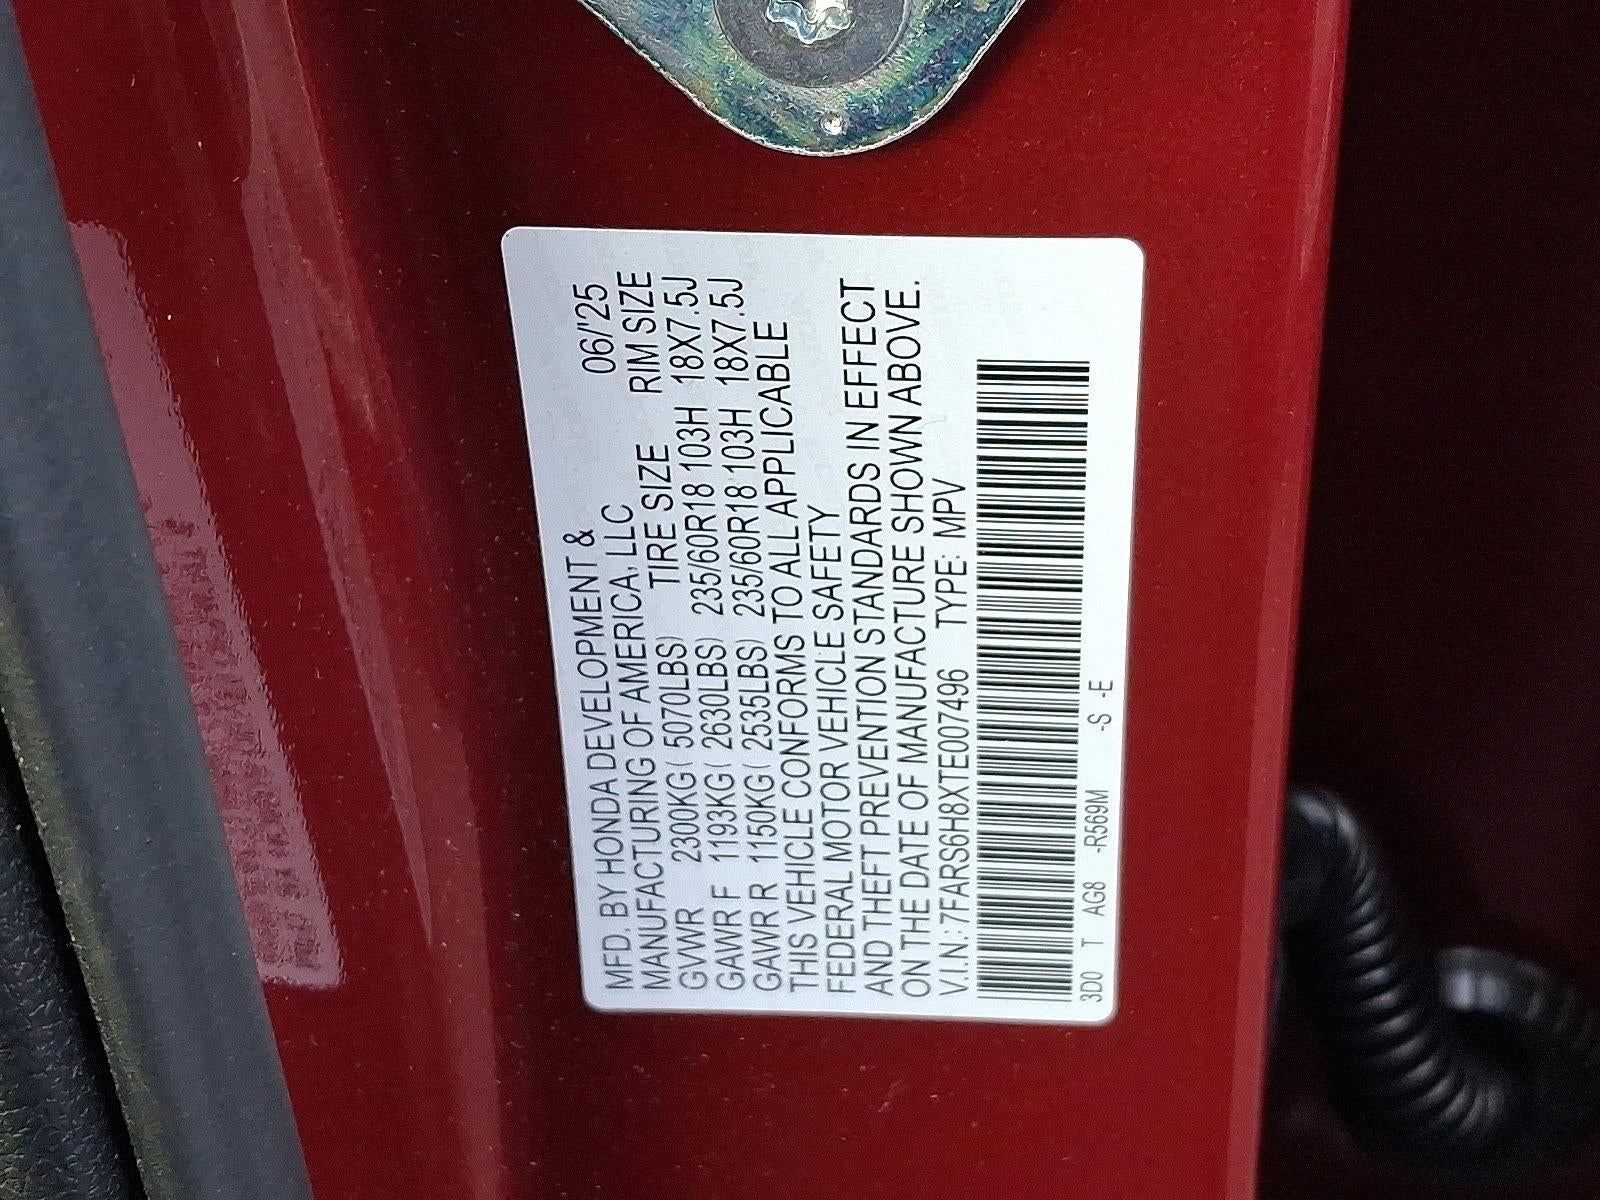 MFD. BY HONDA DEVELOPMENT & 06/'25
MANUFACTURING OF AMERICA, LLC
TIRE SIZE RIM SIZE
GVWR 2300KG( 5070LBS) 235/60R18 103H 18X7.5J
GAWR F 1193KG( 2630LBS) 235/60R18 103H 18X7.5J
GAWR R 1150KG( 2535LBS)
THIS VEHICLE CONFORMS TO ALL APPLICABLE
FEDERAL MOTOR VEHICLE SAFETY
AND THEFT PREVENTION STANDARDS IN EFFECT
ON THE DATE OF MANUFACTURE SHOWN ABOVE.
V.I.N.:7FARS6H8XTE007496 TYPE: MPV
3D0 T AG8 -R569M -S -E